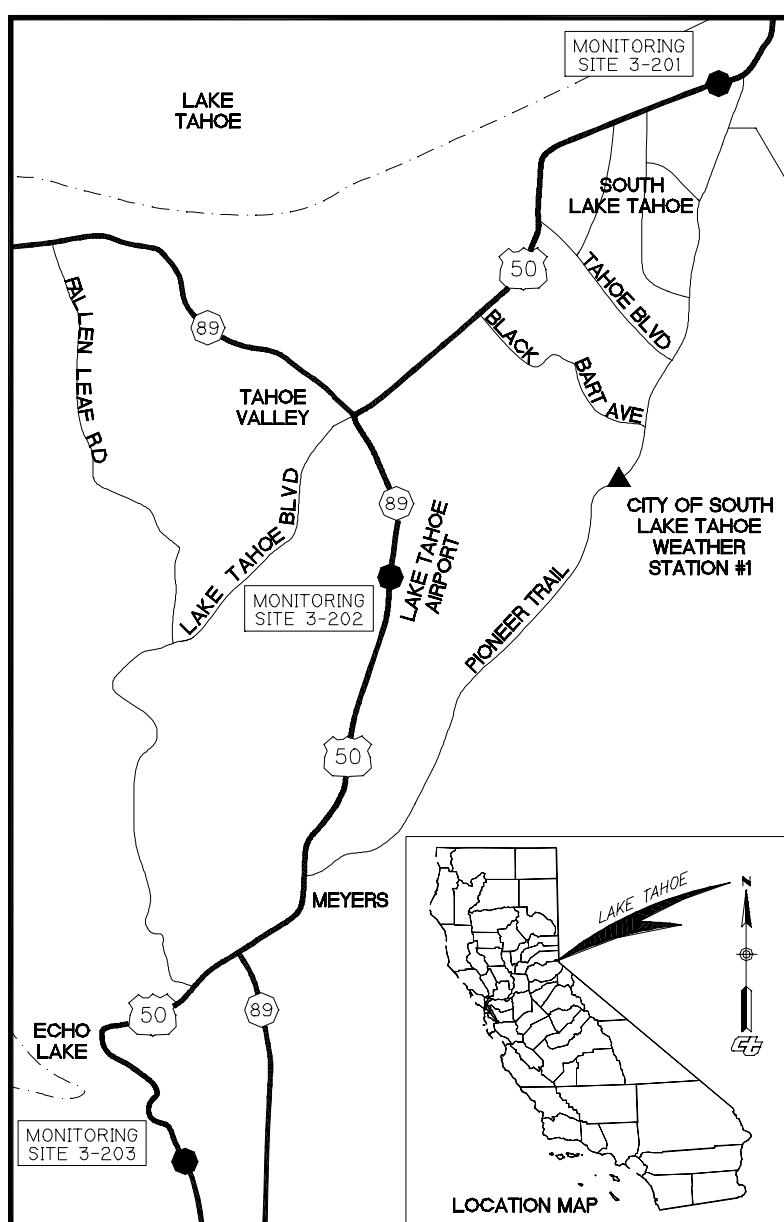 MONITORING
SITE 3-201
LAKE
TAHOE
SOUTH
LAKE TAHOE
50
TAHOE BLVD
FALLEN LEAF RD
89
BLACK
BART AVE
TAHOE
VALLEY
LAKE TAHOE BLVD
89
LAKE TAHOE
AIRPORT
CITY OF SOUTH
LAKE TAHOE
WEATHER
STATION #1
MONITORING
SITE 3-202
PIONEER TRAIL
50
MEYERS
LAKE TAHOE
N
50
89
ECHO
LAKE
ct
MONITORING
SITE 3-203
LOCATION MAP